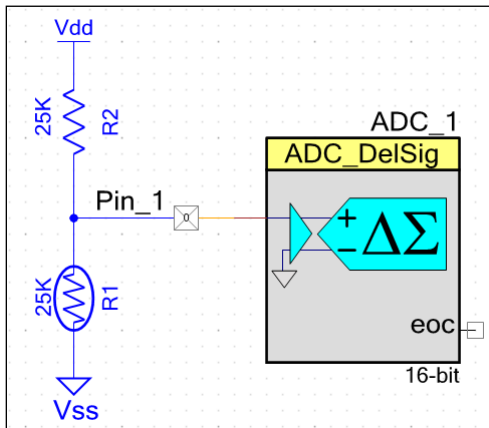 Vdd
25K
R2
ADC_1
ADC_DelSig
Pin_1
0
+
- ΔΣ
25K
R1
eoc
Vss
16-bit